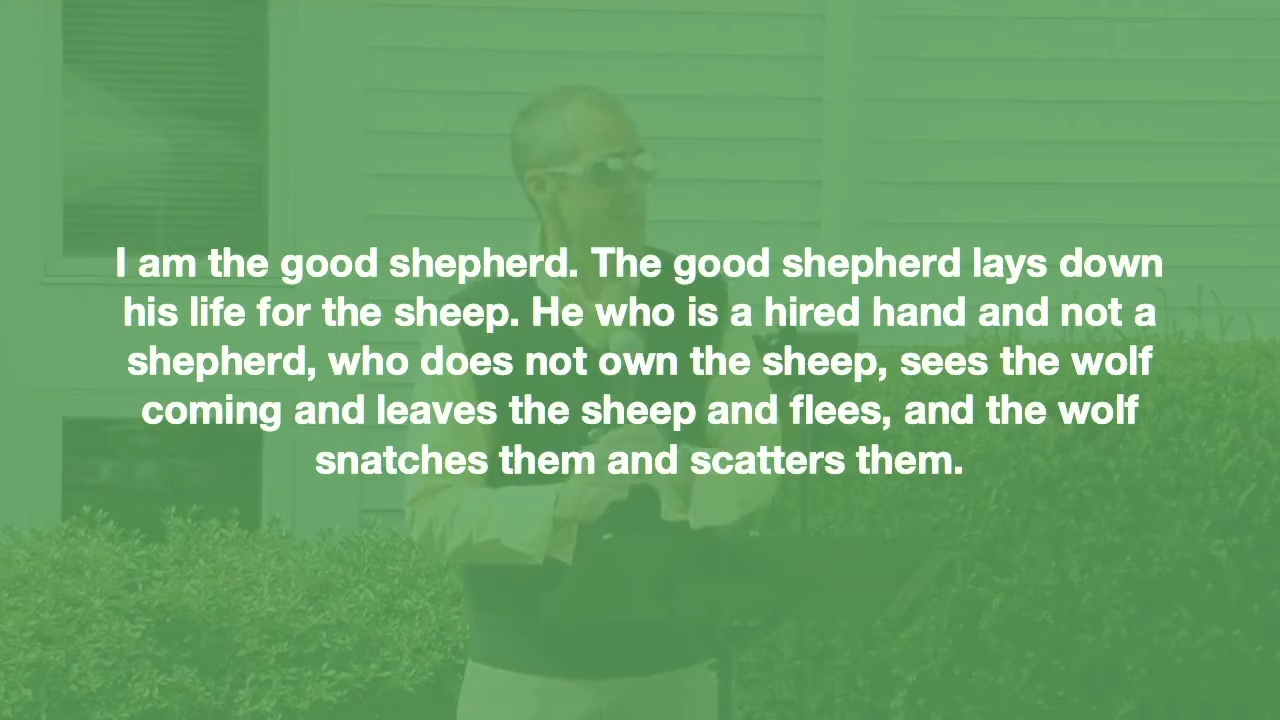 I am the good shepherd. The good shepherd lays down
his life for the sheep. He who is a hired hand and not a
shepherd, who does not own the sheep, sees the wolf
coming and leaves the sheep and flees, and the wolf
snatches them and scatters them.